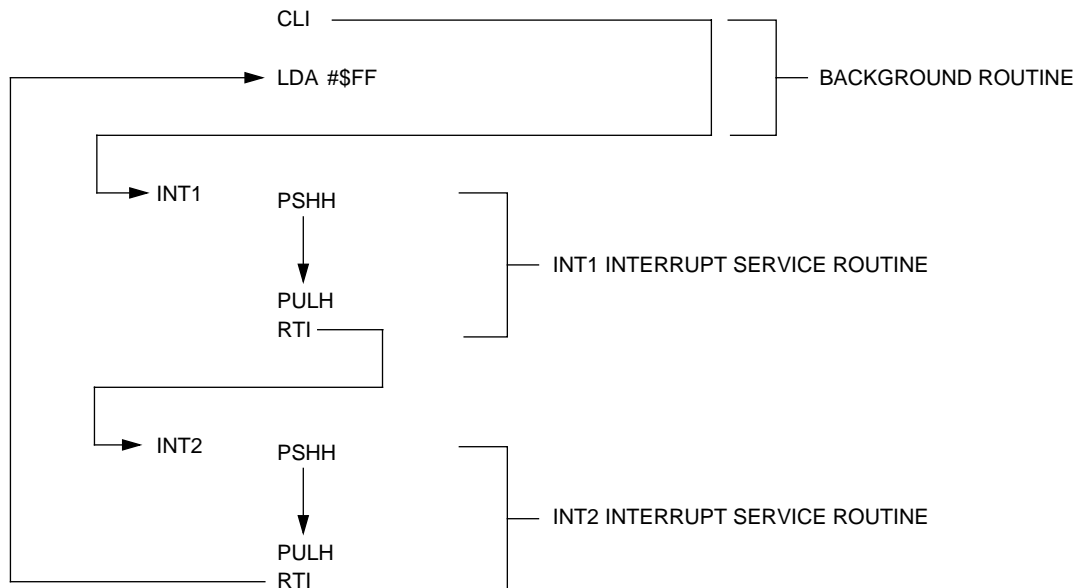 CLI
LDA #$FF
BACKGROUND ROUTINE
INT1
PSHH
INT1 INTERRUPT SERVICE ROUTINE
PULH
RTI
INT2
PSHH
INT2 INTERRUPT SERVICE ROUTINE
PULH
RTI